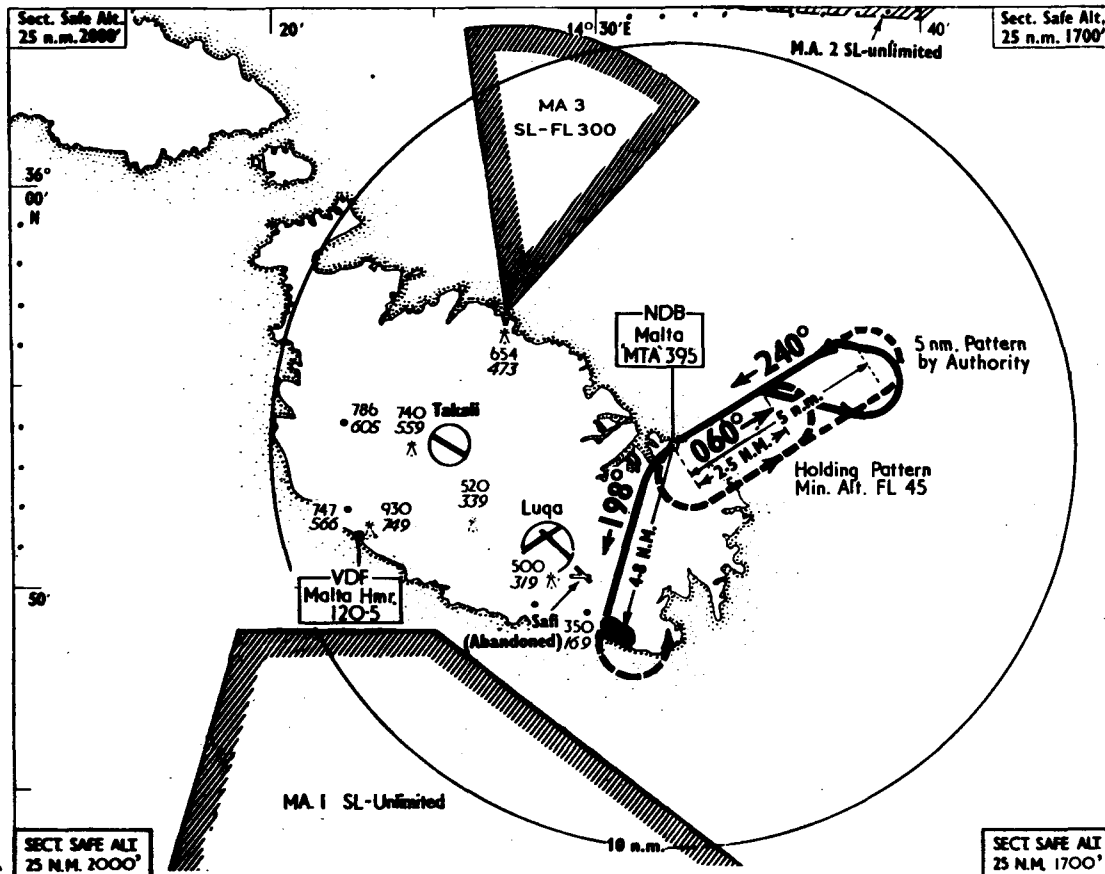 Sect. Safe Alt.
25 n.m. 2000'
20'
14° 30' E
40'
Sect. Safe Alt.
25 n.m. 1700'
M.A. 2 SL-unlimited
MA 3
SL-FL 300
36°
00'
N
NDB
Malta
'MTA' 395
240°
5 nm. Pattern
by Authority
060°
5 n.m.
2·5 N.M.
Holding Pattern
Min. Alt. FL 45
654
473
786
605
740
559
Takali
520
339
Luqa
198°
4·8 N.M.
747
566
930
749
VDF
Malta Hmr.
120·5
500
319
50'
Safi
(Abandoned)
350
169
MA. 1 SL-Unlimited
10 n.m.
SECT. SAFE ALT
25 N.M. 2000'
SECT. SAFE ALT
25 N.M. 1700'